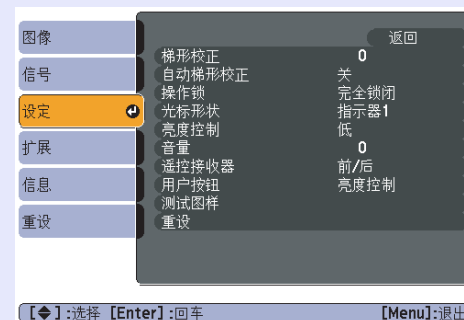 图像
信号
设定
扩展
信息
重设
返回
梯形校正 0
自动梯形校正 关
操作锁 完全锁闭
光标形状 指示器1
亮度控制 低
音量 0
遥控接收器 前/后
用户按钮 亮度控制
测试图样
重设
[◆]:选择 [Enter]:回车 [Menu]:退出